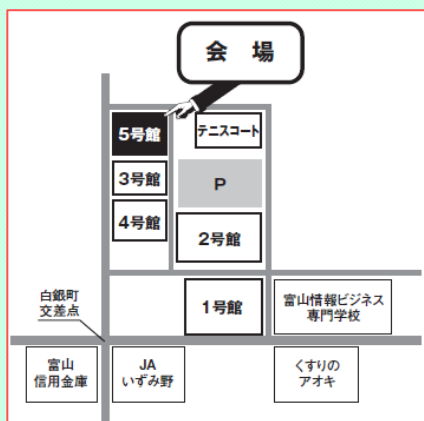 会 場
5号館
テニスコート
3号館
P
4号館
2号館
白銀町
交差点
1号館
富山情報ビジネス
専門学校
富山
信用金庫
JA
いずみ野
くすりの
アオキ